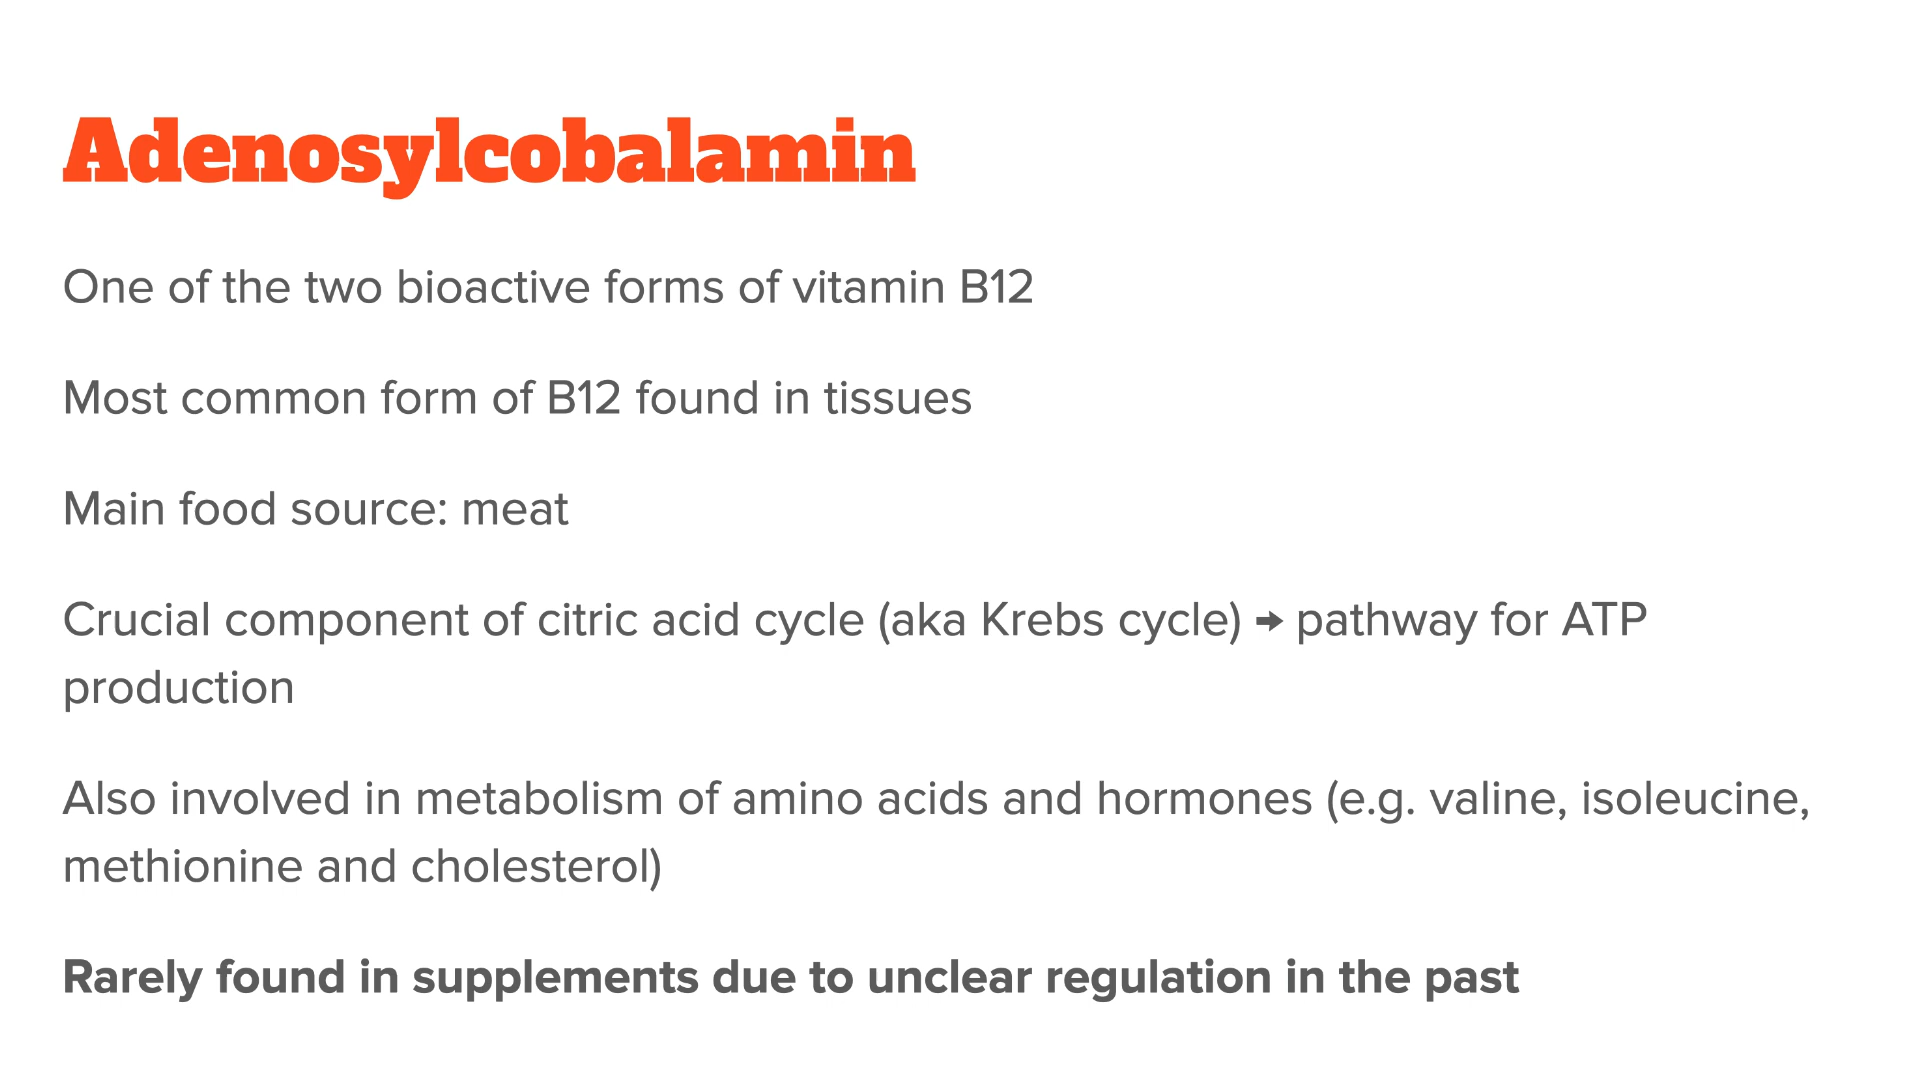 Adenosylcobalamin
One of the two bioactive forms of vitamin B12
Most common form of B12 found in tissues
Main food source: meat
Crucial component of citric acid cycle (aka Krebs cycle) → pathway for ATP
production
Also involved in metabolism of amino acids and hormones (e.g. valine, isoleucine,
methionine and cholesterol)
Rarely found in supplements due to unclear regulation in the past